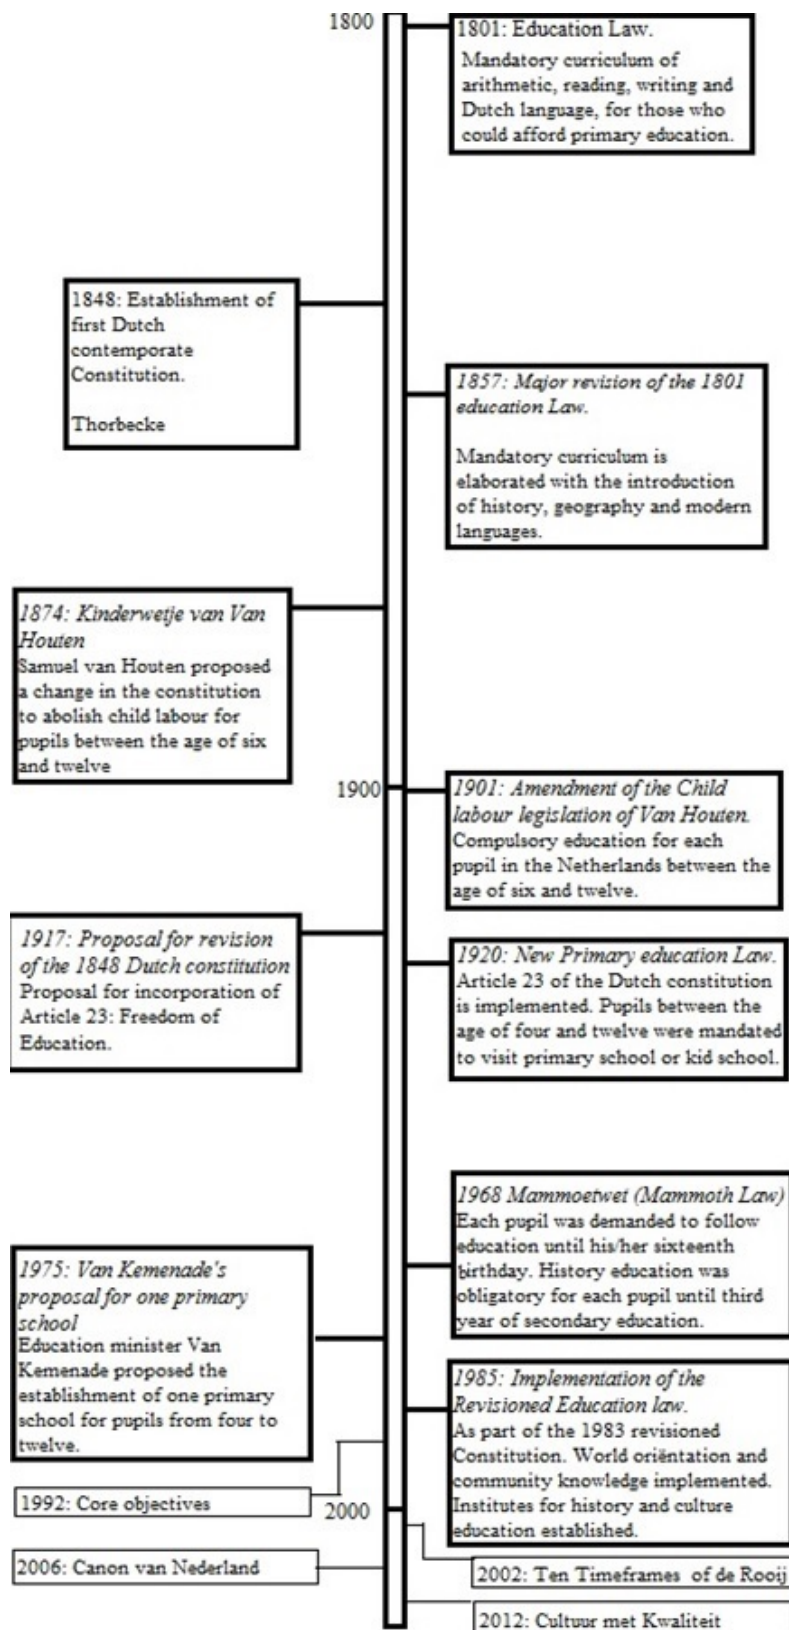 1800
1801: Education Law.
Mandatory curriculum of
arithmetic, reading, writing and
Dutch language, for those who
could afford primary education.
1848: Establishment of
first Dutch
contemporate
Constitution.
Thorbecke
1857: Major revision of the 1801
education Law.
Mandatory curriculum is
elaborated with the introduction
of history, geography and modern
languages.
1874: Kinderwetje van Van
Houten
Samuel van Houten proposed
a change in the constitution
to abolish child labour for
pupils between the age of six
and twelve
1900
1901: Amendment of the Child
labour legislation of Van Houten.
Compulsory education for each
pupil in the Netherlands between the
age of six and twelve.
1917: Proposal for revision
of the 1848 Dutch constitution
Proposal for incorporation of
Article 23: Freedom of
Education.
1920: New Primary education Law.
Article 23 of the Dutch constitution
is implemented. Pupils between the
age of four and twelve were mandated
to visit primary school or kid school.
1968 Mammoetwet (Mammoth Law)
Each pupil was demanded to follow
education until his/her sixteenth
birthday. History education was
obligatory for each pupil until third
year of secondary education.
1975: Van Kemenade's
proposal for one primary
school
Education minister Van
Kemenade proposed the
establishment of one primary
school for pupils from four to
twelve.
1985: Implementation of the
Revisioned Education law.
As part of the 1983 revisioned
Constitution. World oriëntation and
community knowledge implemented.
Institutes for history and culture
education established.
1992: Core objectives
2000
2006: Canon van Nederland
2002: Ten Timeframes of de Rooij
2012: Cultuur met Kwaliteit